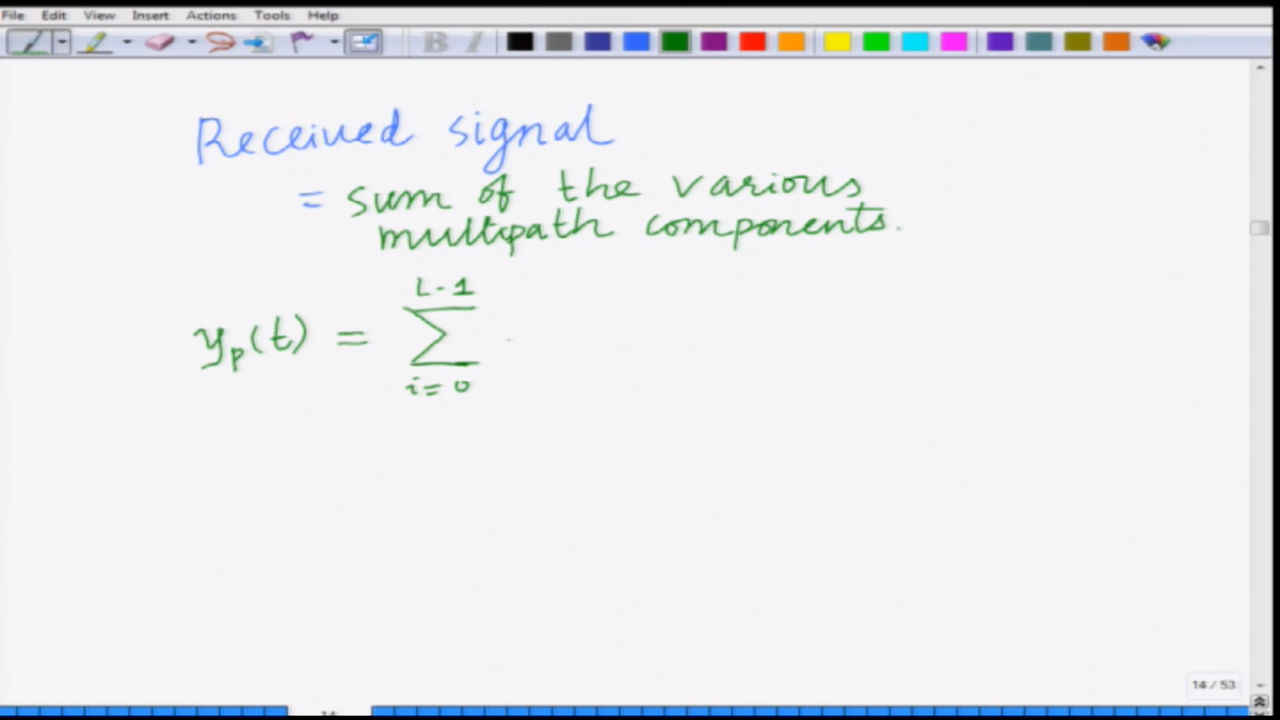 File Edit View Insert Actions Tools Help
B I
Received signal
= sum of the various
multipath components.
L-1
y_p(t) = ∑
i=0
14 / 53